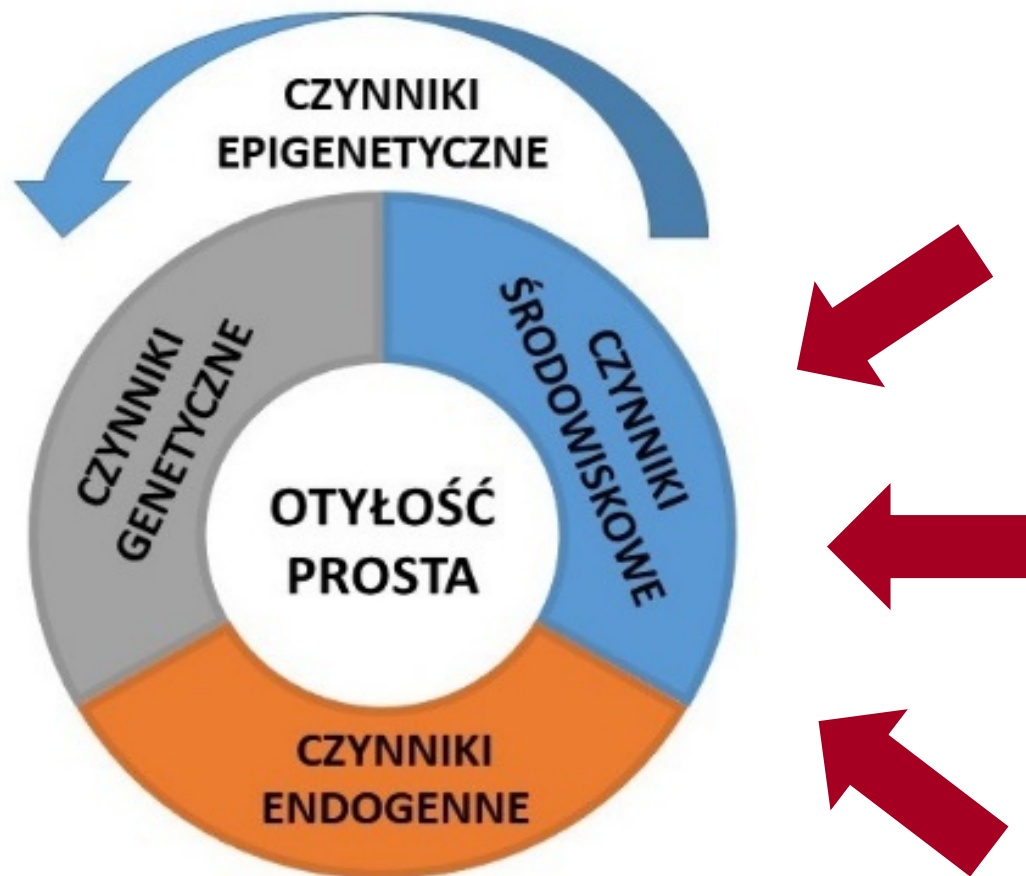 CZYNNIKI
EPIGENETYCZNE
CZYNNIKI
GENETYCZNE
CZYNNIKI
ŚRODOWISKOWE
OTYŁOŚĆ
PROSTA
CZYNNIKI
ENDOGENNE